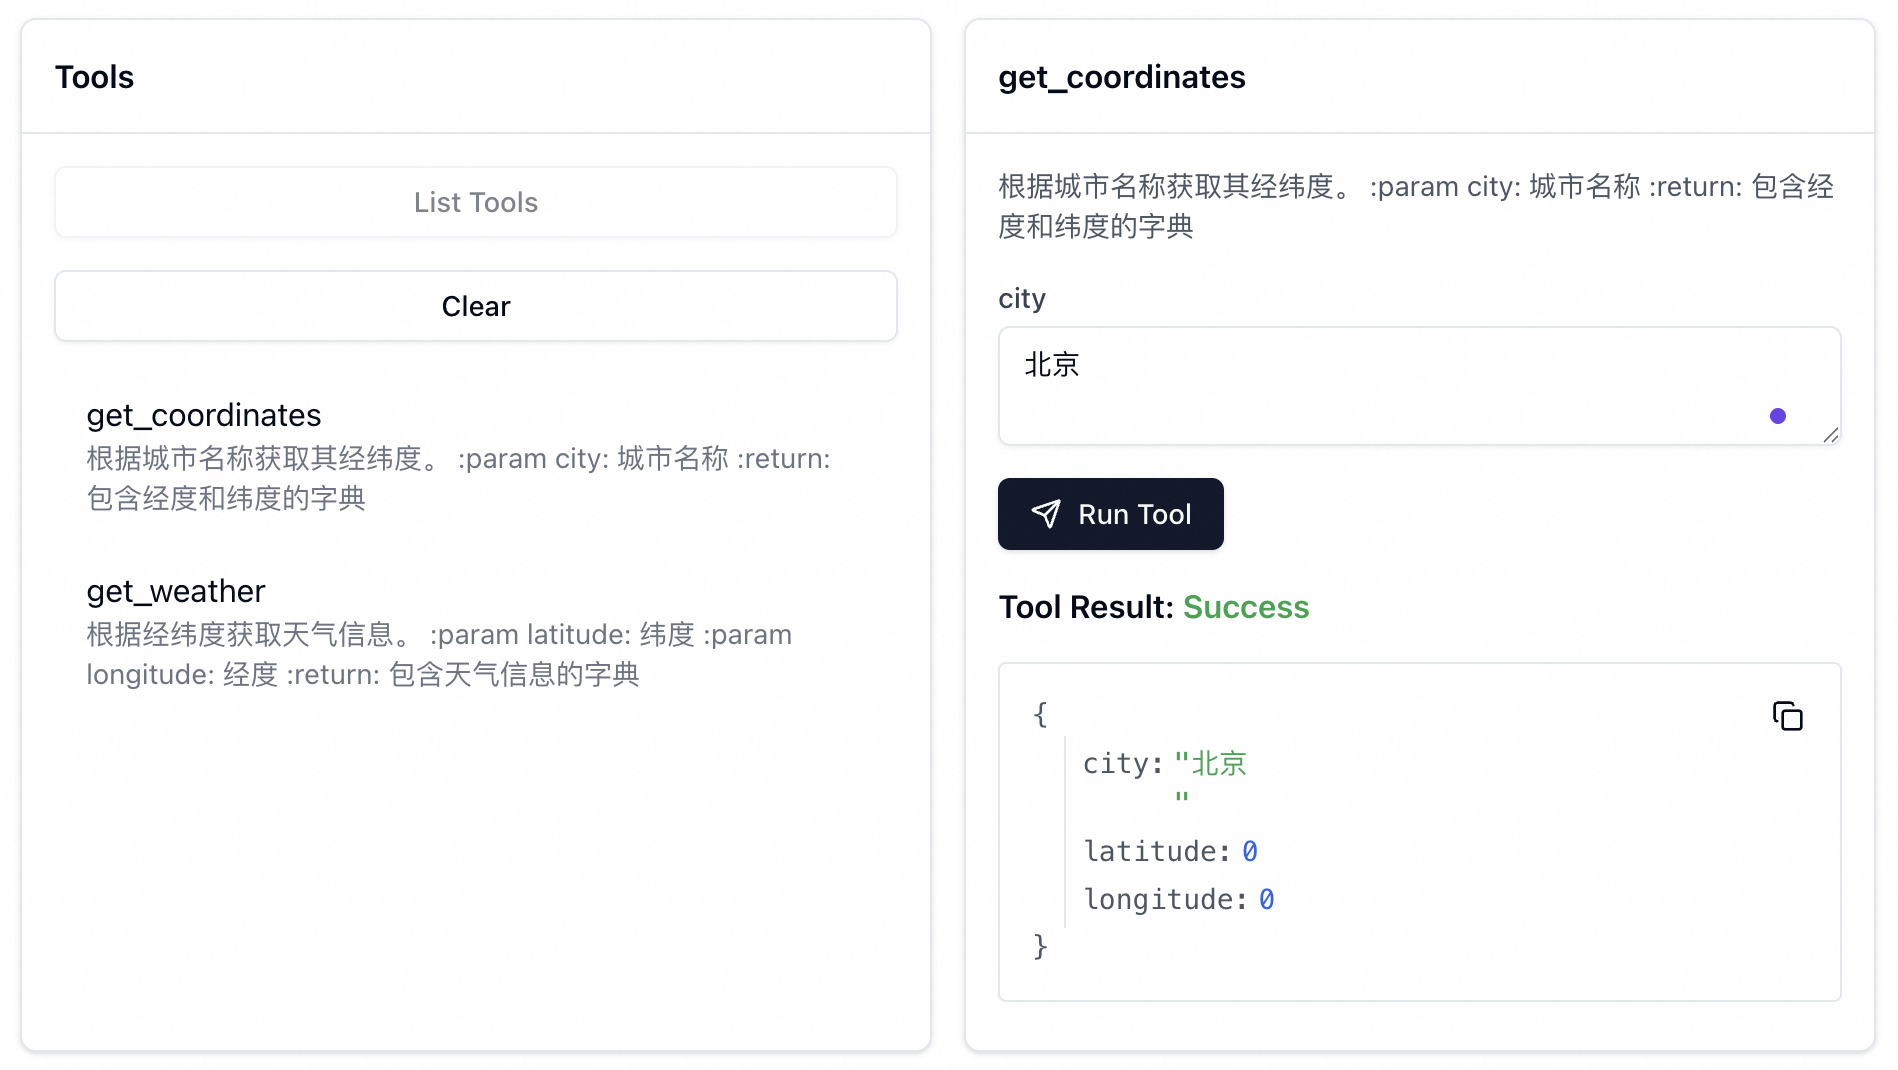 Tools
List Tools
Clear
get_coordinates
根据城市名称获取其经纬度。 :param city: 城市名称 :return:
包含经度和纬度的字典
get_weather
根据经纬度获取天气信息。 :param latitude: 纬度 :param
longitude: 经度 :return: 包含天气信息的字典
get_coordinates
根据城市名称获取其经纬度。 :param city: 城市名称 :return: 包含经
度和纬度的字典
city
北京
Run Tool
Tool Result: Success
{
city: "北京
"
latitude: 0
longitude: 0
}